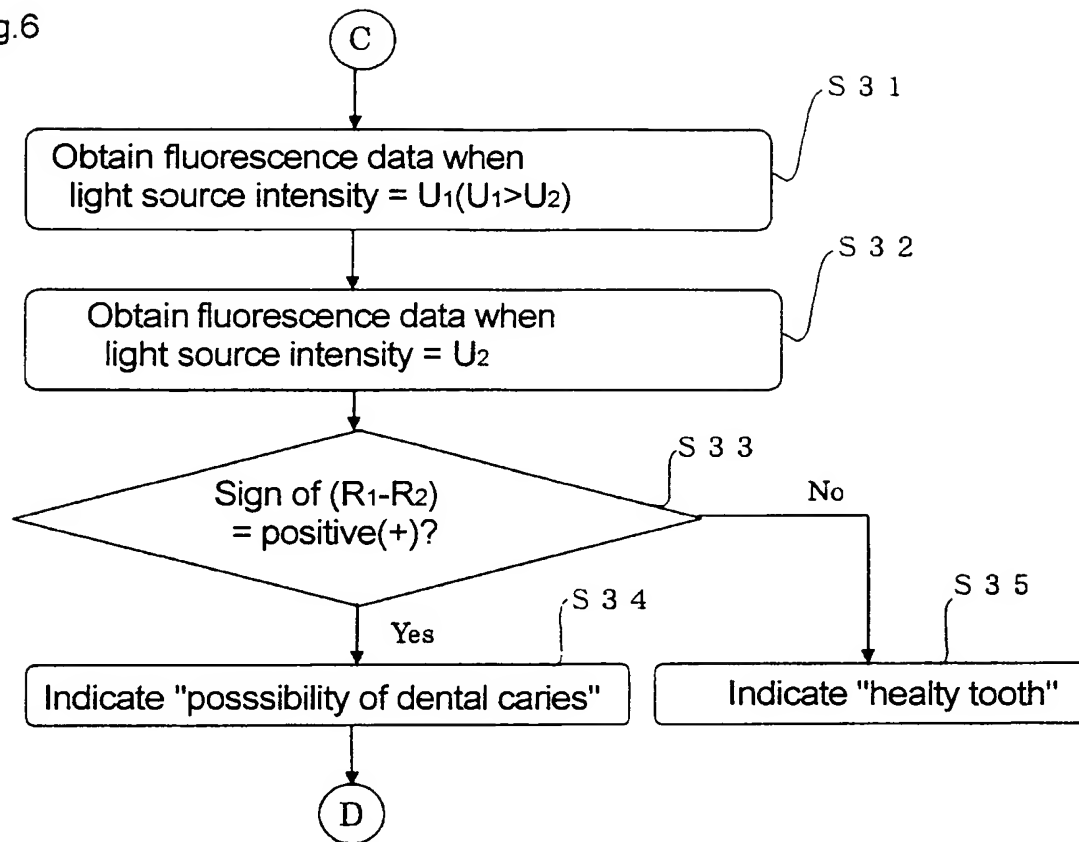 g.6
C
S 3 1
Obtain fluorescence data when
light source intensity = U1(U1>U2)
S 3 2
Obtain fluorescence data when
light source intensity = U2
S 3 3
Sign of (R1-R2)
= positive(+)?
No
Yes
S 3 4
S 3 5
Indicate "posssibility of dental caries"
Indicate "healty tooth"
D